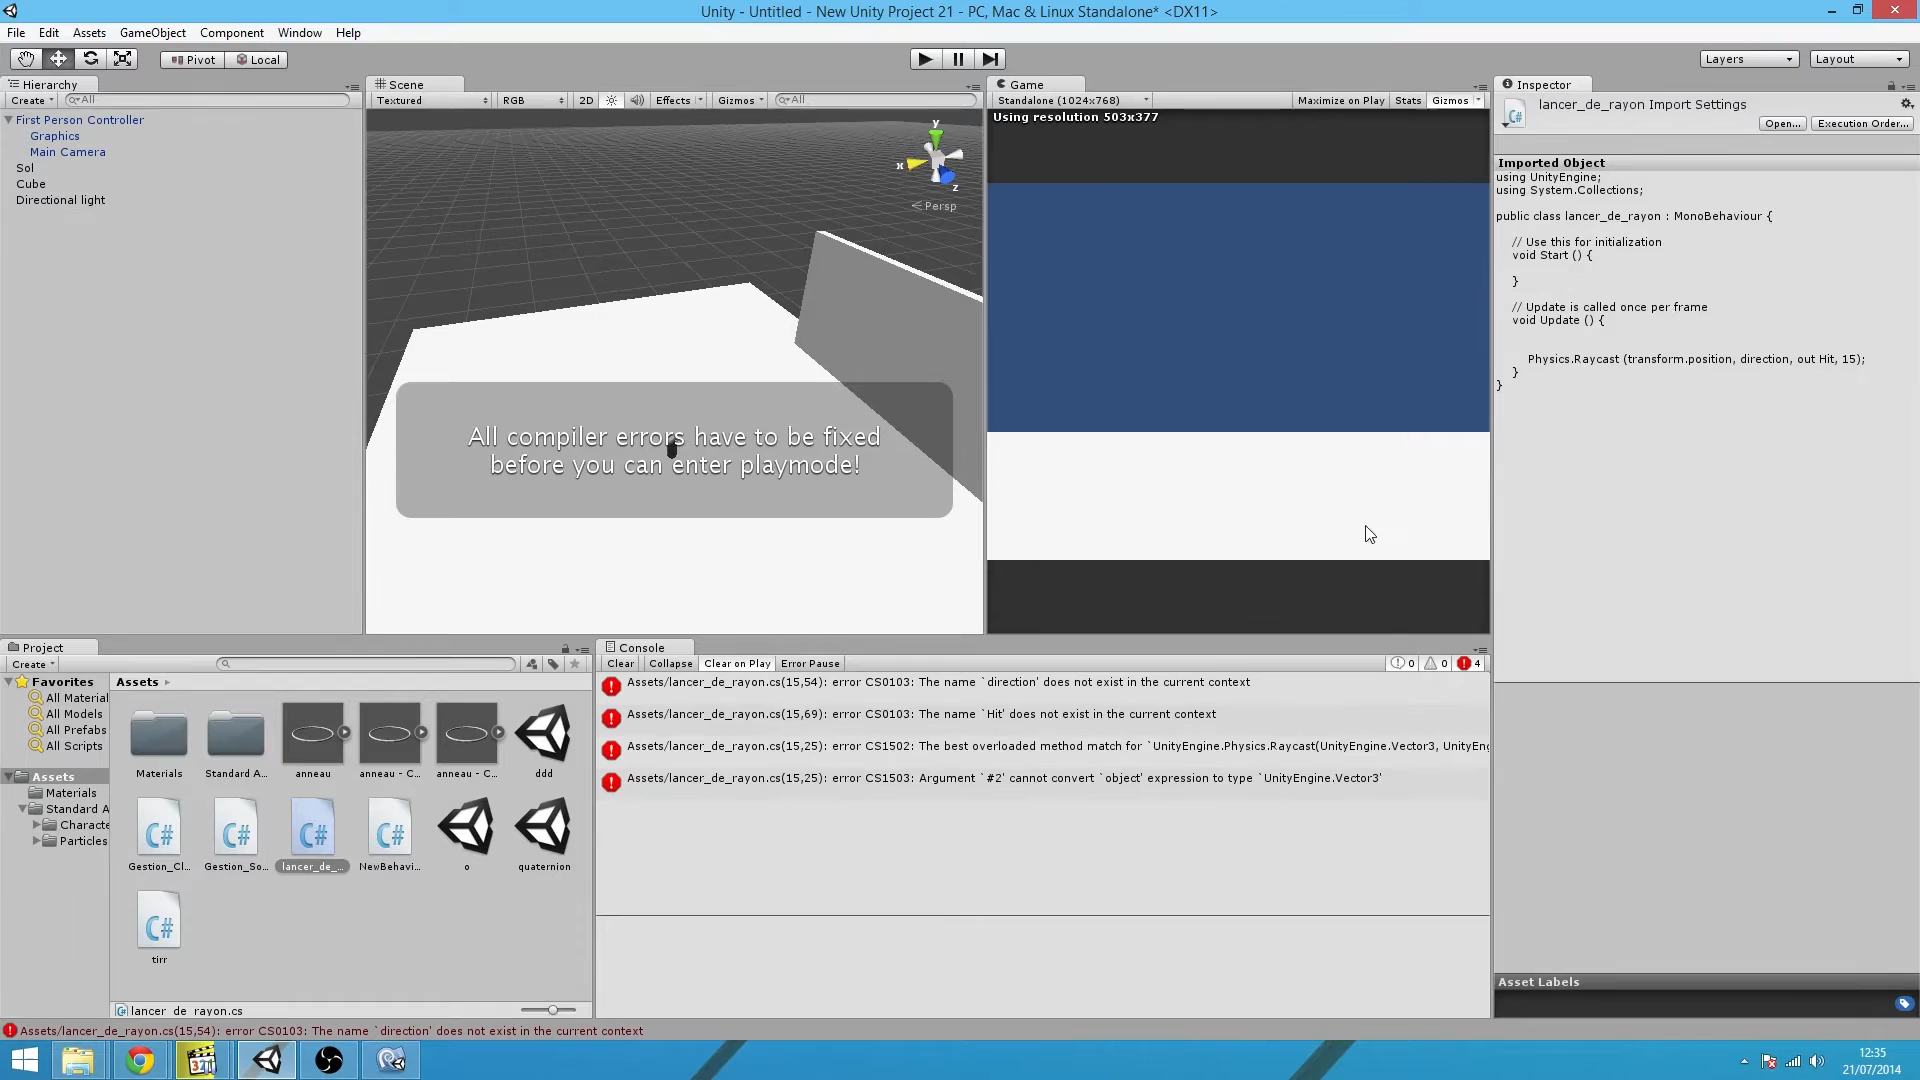 Unity - Untitled - New Unity Project 21 - PC, Mac & Linux Standalone* <DX11>
File Edit Assets GameObject Component Window Help
Pivot Local Layers Layout
Hierarchy
Create All
First Person Controller
Graphics
Main Camera
Sol
Cube
Directional light
Scene
Textured RGB 2D Effects Gizmos All
y
x
z
Persp
All compiler errors have to be fixed
before you can enter playmode!
Game
Standalone (1024x768) Maximize on Play Stats Gizmos
Using resolution 503x377
Inspector
lancer_de_rayon Import Settings
Open... Execution Order...
Imported Object
using UnityEngine;
using System.Collections;
public class lancer_de_rayon : MonoBehaviour {
// Use this for initialization
void Start () {
}
// Update is called once per frame
void Update () {
Physics.Raycast (transform.position, direction, out Hit, 15);
}
}
Asset Labels
Project
Create
Favorites
All Material
All Models
All Prefabs
All Scripts
Assets
Materials
Standard A
Characte
Particles
Assets
Materials Standard A... anneau anneau - C... anneau - C... ddd
C# C# C# C#
Gestion_Cl... Gestion_So... lancer_de_... NewBehavi... o quaternion
C#
tirr
lancer_de_rayon.cs
Console
Clear Collapse Clear on Play Error Pause 0 0 4
Assets/lancer_de_rayon.cs(15,54): error CS0103: The name `direction' does not exist in the current context
Assets/lancer_de_rayon.cs(15,69): error CS0103: The name `Hit' does not exist in the current context
Assets/lancer_de_rayon.cs(15,25): error CS1502: The best overloaded method match for `UnityEngine.Physics.Raycast(UnityEngine.Vector3, UnityEng
Assets/lancer_de_rayon.cs(15,25): error CS1503: Argument `#2' cannot convert `object' expression to type `UnityEngine.Vector3'
Assets/lancer_de_rayon.cs(15,54): error CS0103: The name `direction' does not exist in the current context
321
12:35
21/07/2014